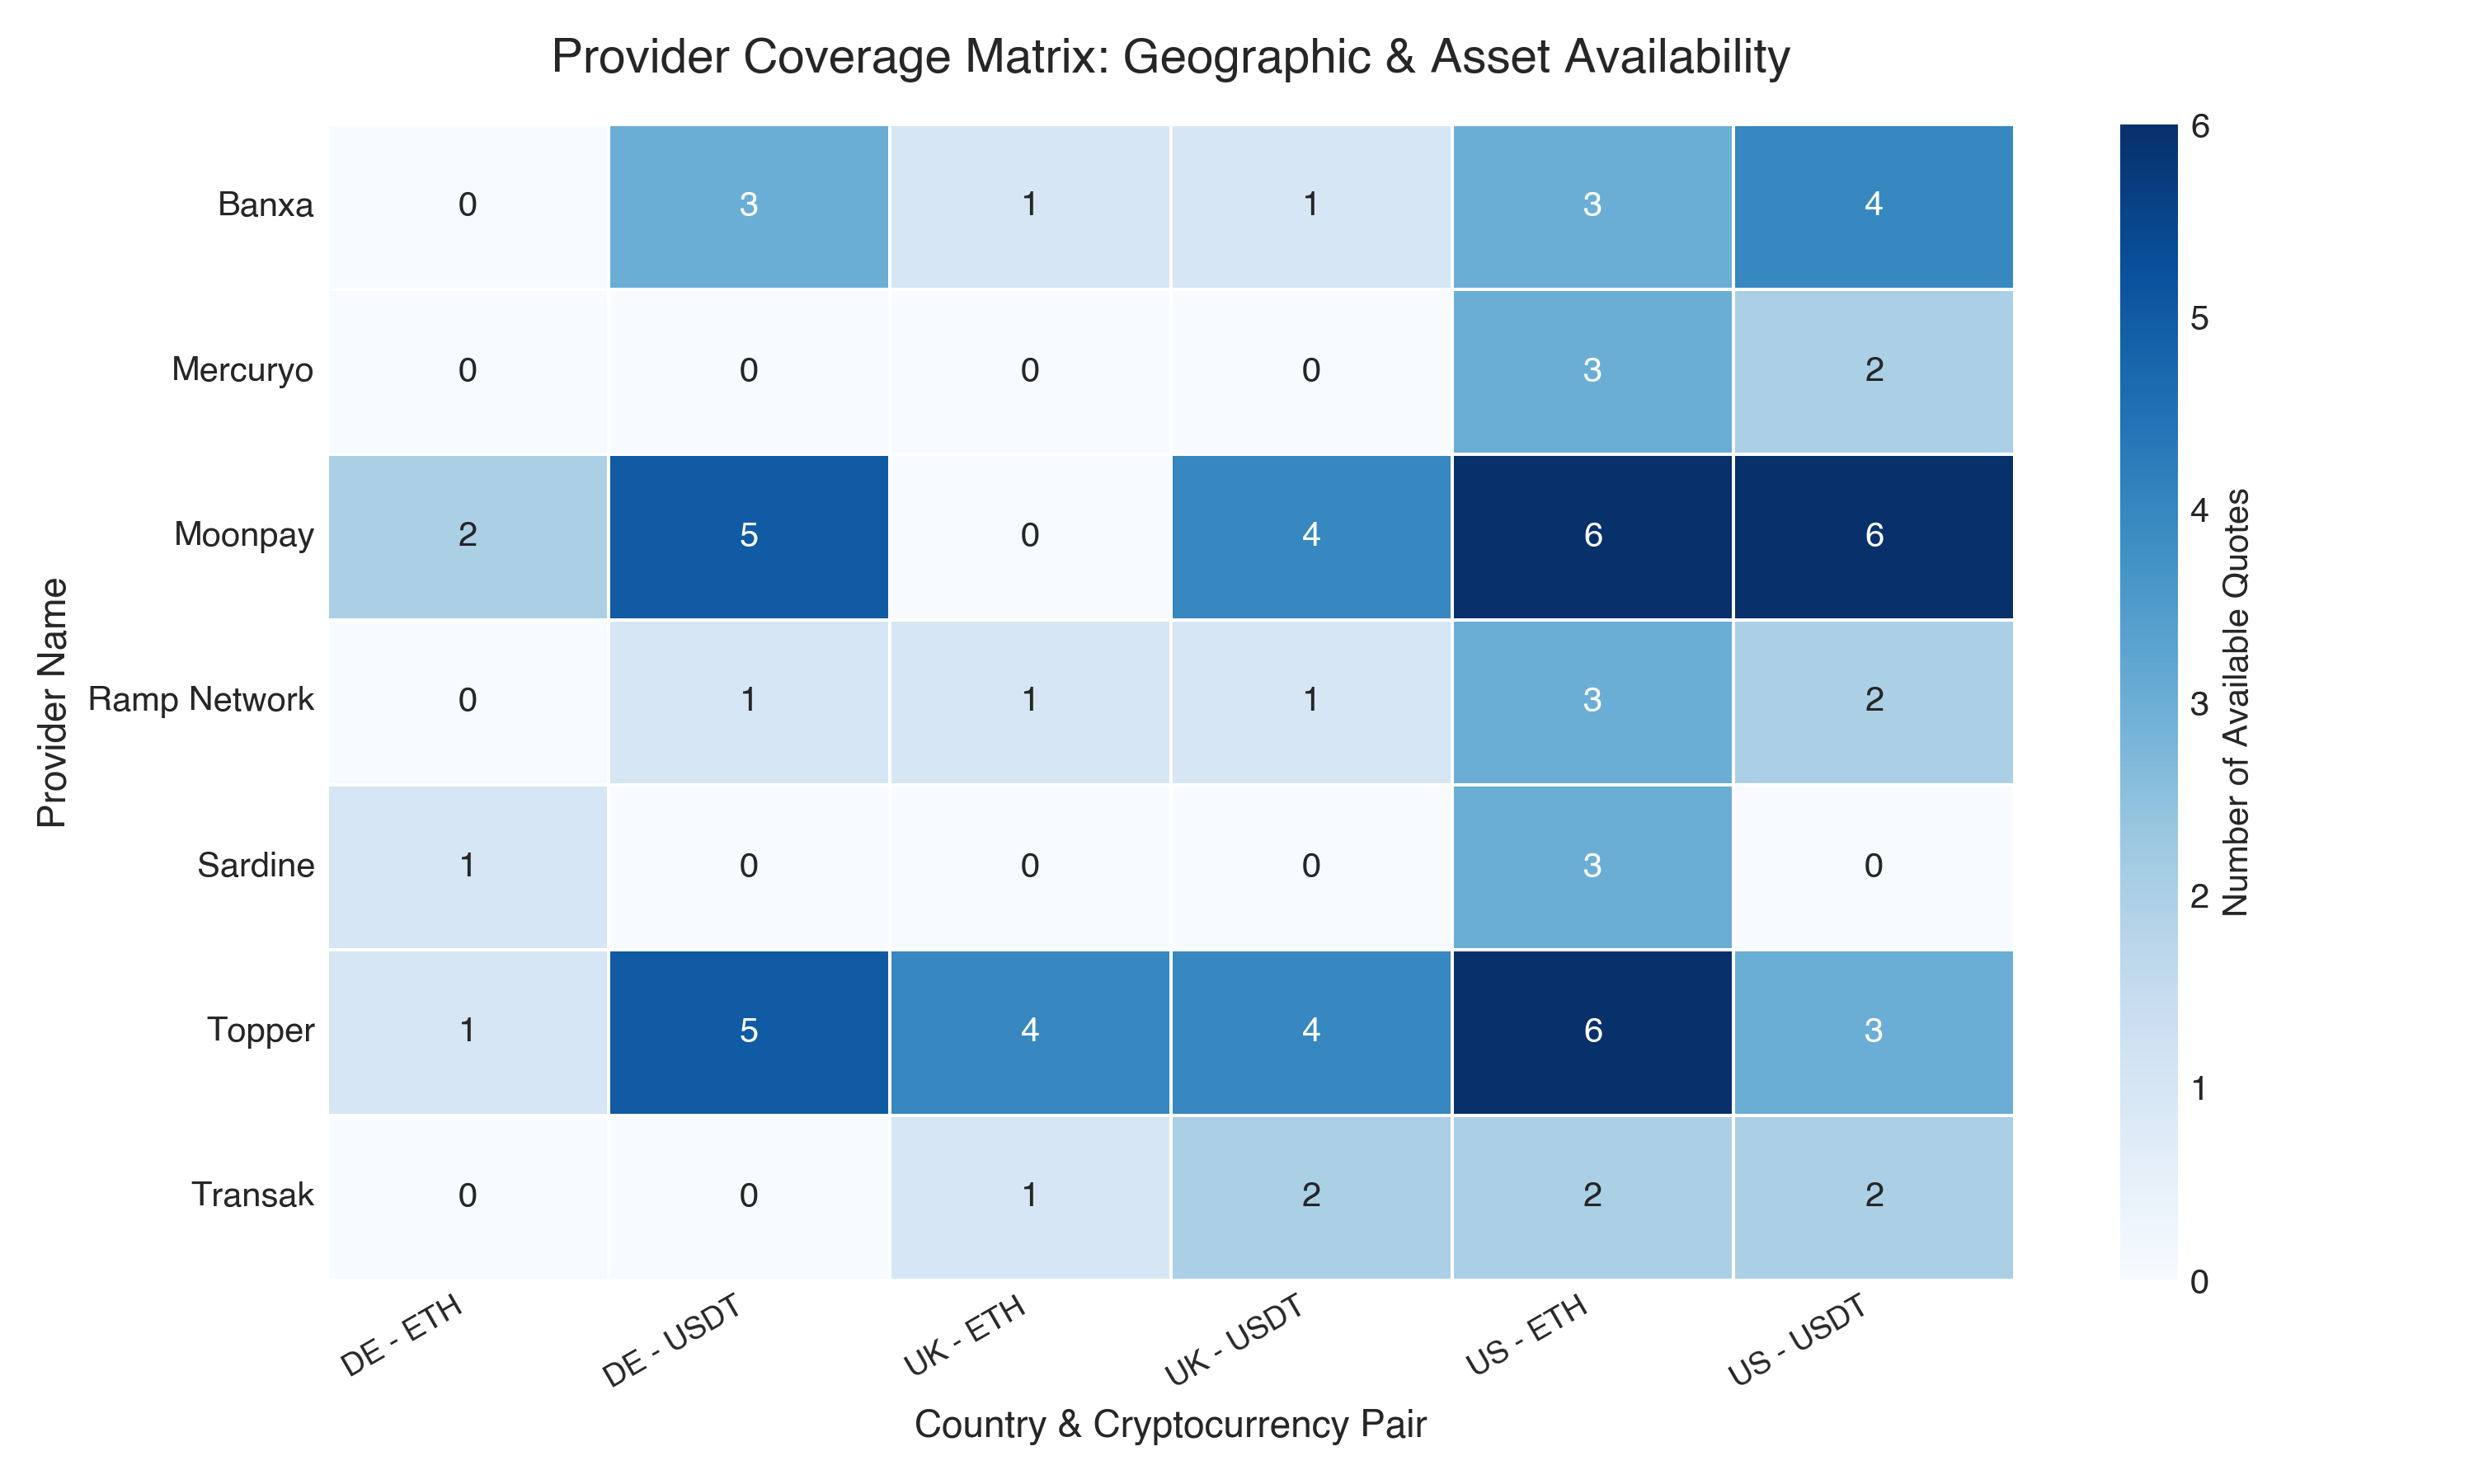 Provider Coverage Matrix: Geographic & Asset Availability
Provider Name
Banxa 0 3 1 1 3 4
Mercuryo 0 0 0 0 3 2
Moonpay 2 5 0 4 6 6
Ramp Network 0 1 1 1 3 2
Sardine 1 0 0 0 3 0
Topper 1 5 4 4 6 3
Transak 0 0 1 2 2 2
DE - ETH DE - USDT UK - ETH UK - USDT US - ETH US - USDT
Country & Cryptocurrency Pair
6
5
4
3
2
1
0
Number of Available Quotes